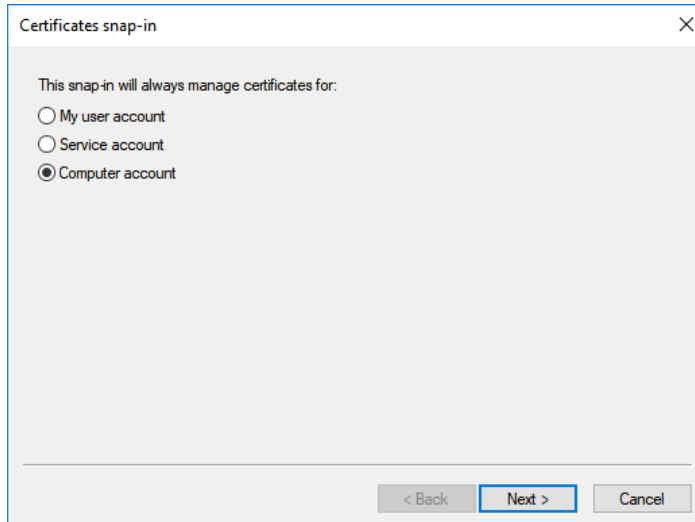 Certificates snap-in
This snap-in will always manage certificates for:
My user account
Service account
Computer account
< Back
Next >
Cancel